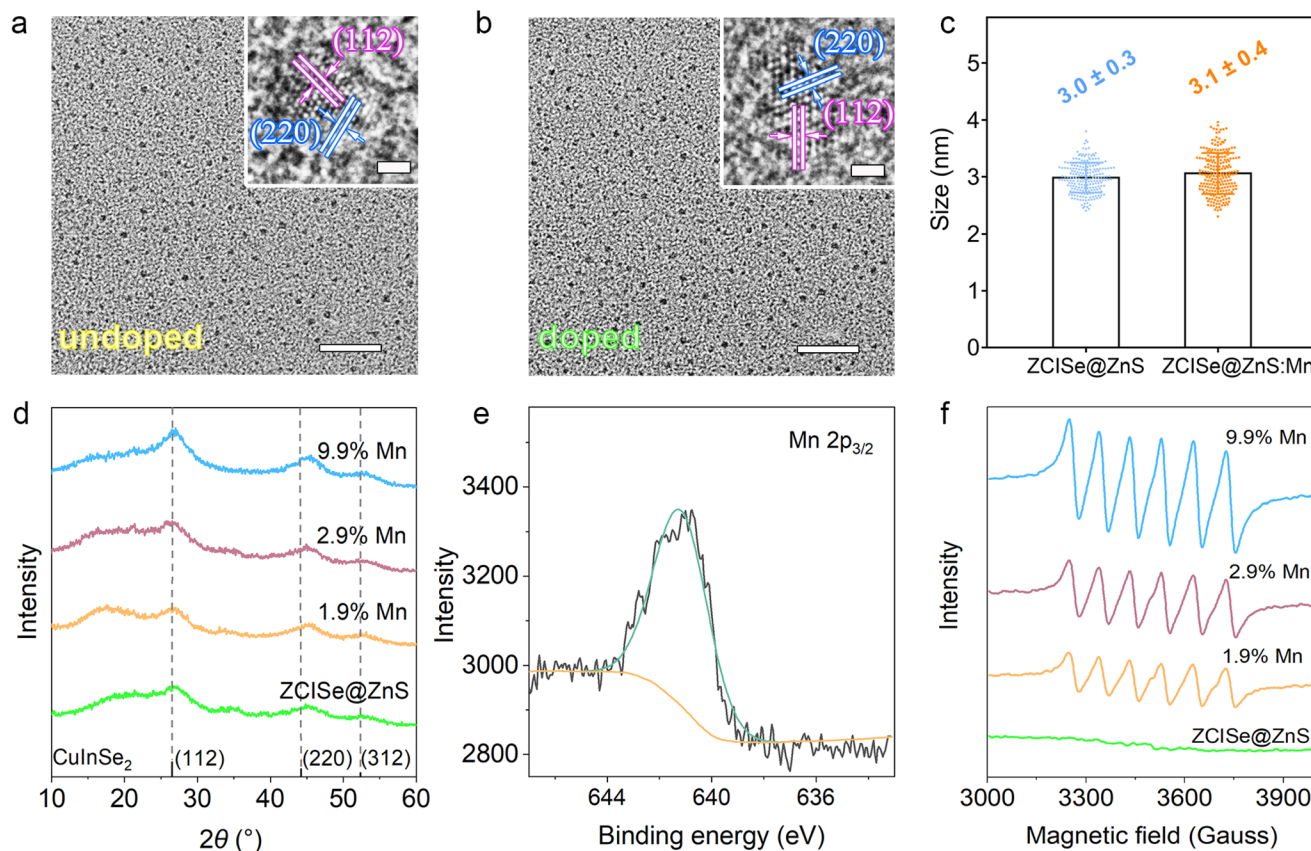 a
(112)
(220)
undoped
b
(220)
(112)
doped
c
Size (nm)
5
4
3
2
1
0
3.0 ± 0.3
3.1 ± 0.4
ZCISe@ZnS
ZCISe@ZnS:Mn
d
Intensity
9.9% Mn
2.9% Mn
1.9% Mn
ZCISe@ZnS
CuInSe₂
(112)
(220)
(312)
10 20 30 40 50 60
2θ (°)
e
Mn 2p₃/₂
Intensity
3400
3200
3000
2800
644 640 636
Binding energy (eV)
f
Intensity
9.9% Mn
2.9% Mn
1.9% Mn
ZCISe@ZnS
3000 3300 3600 3900
Magnetic field (Gauss)